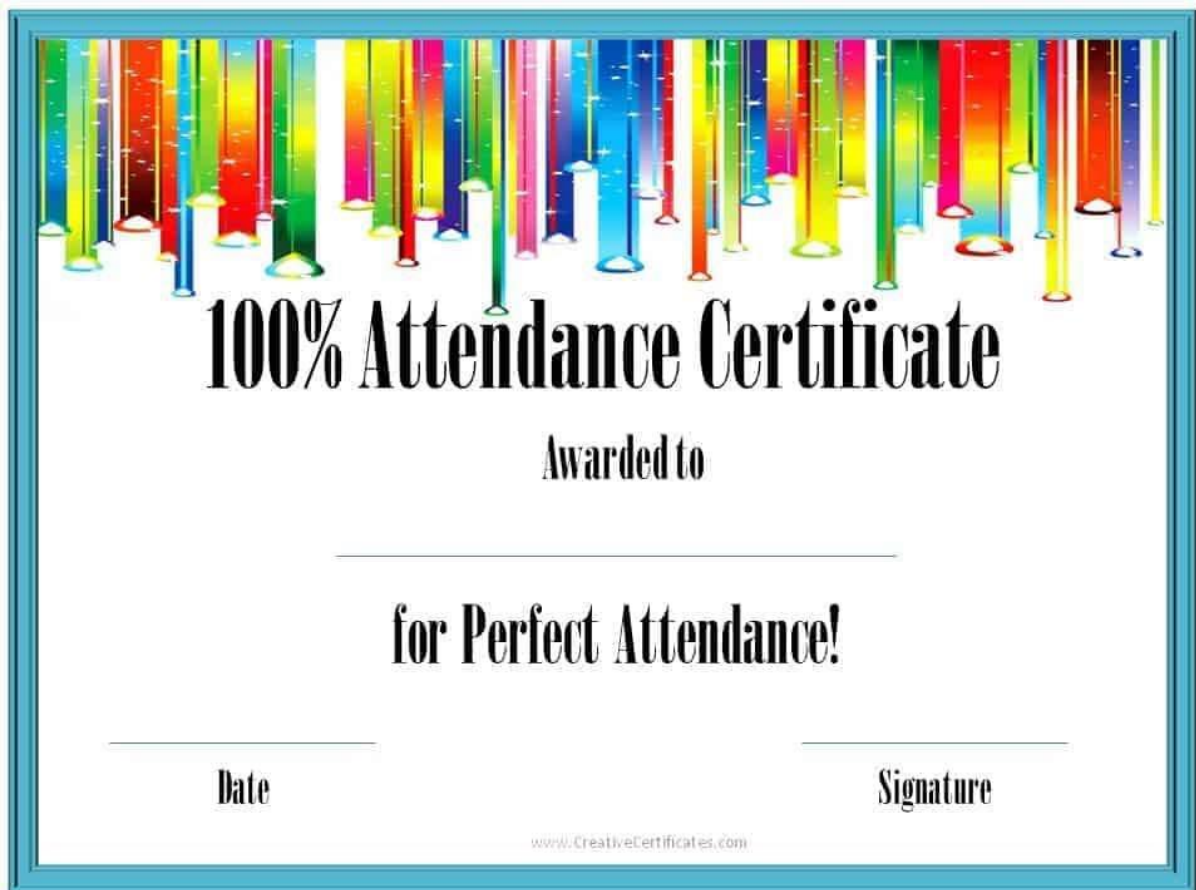 100% Attendance Certificate
Awarded to
for Perfect Attendance!
Date
Signature
www.CreativeCertificates.com